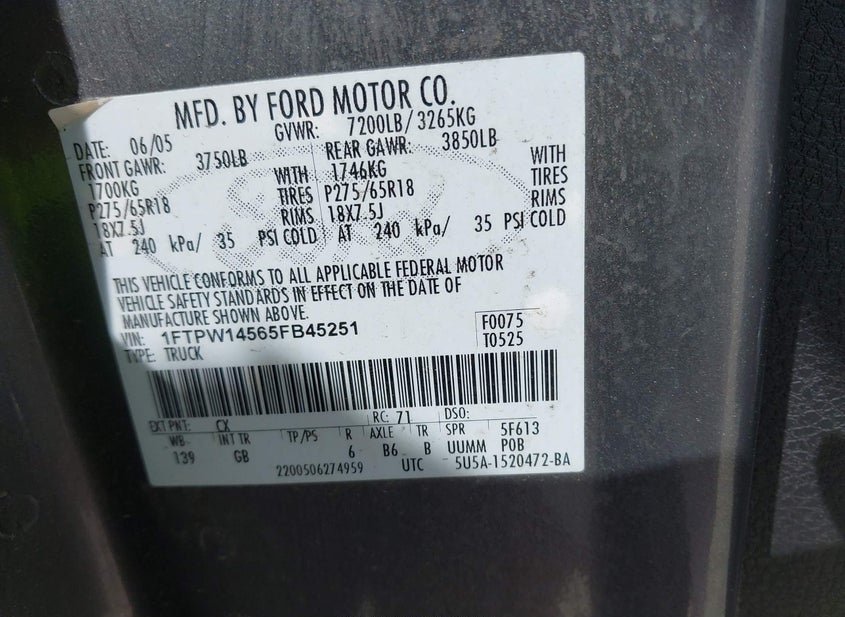 MFD. BY FORD MOTOR CO.
DATE: 06/05 GVWR: 7200LB/ 3265KG
FRONT GAWR: 3750LB REAR GAWR: 3850LB
1700KG WITH 1746KG WITH
P275/65R18 TIRES P275/65R18 TIRES
18X7.5J RIMS 18X7.5J RIMS
AT 240 kPa/ 35 PSI COLD AT 240 kPa/ 35 PSI COLD
THIS VEHICLE CONFORMS TO ALL APPLICABLE FEDERAL MOTOR
VEHICLE SAFETY STANDARDS IN EFFECT ON THE DATE OF
MANUFACTURE SHOWN ABOVE.
VIN: 1FTPW14565FB45251 F0075
TYPE: TRUCK T0525
EXT PNT: CX RC: 71 DSO:
WB INT TR TP/PS R AXLE TR SPR 5F613
139 GB 6 B6 B UUMM POB
2200506274959 UTC 5U5A-1520472-BA